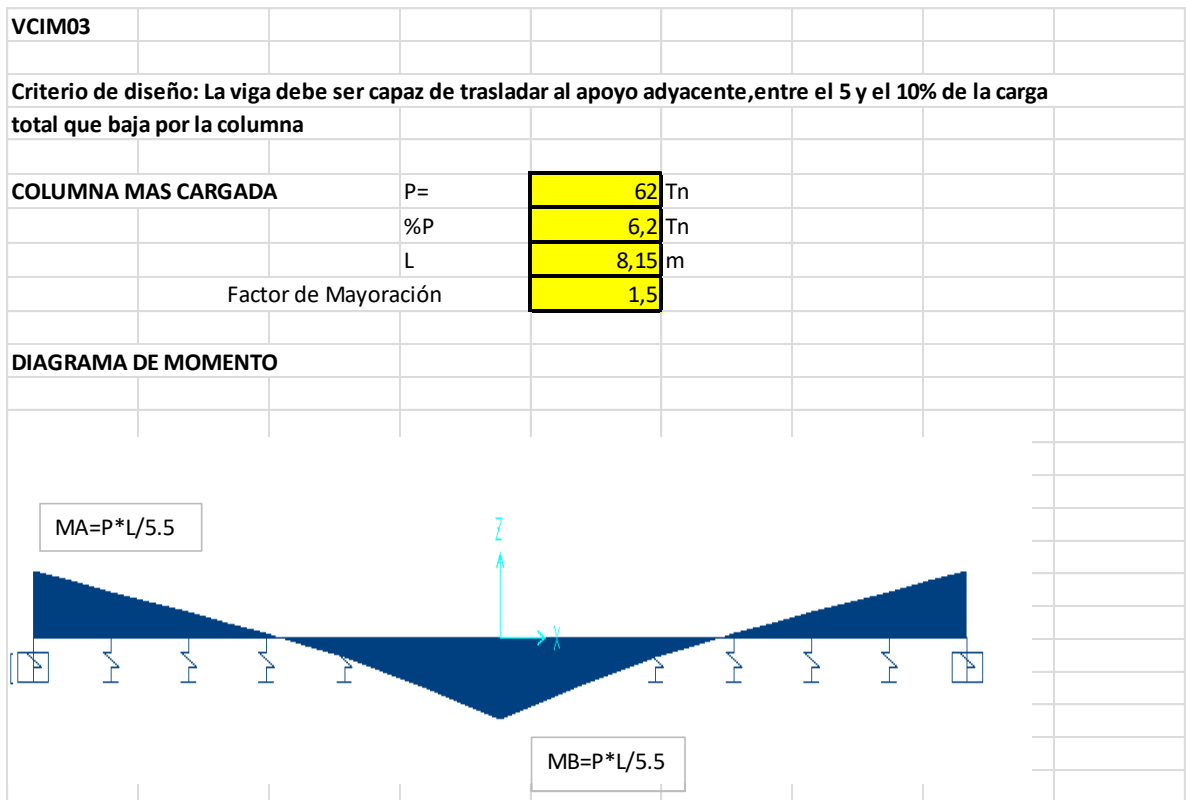 VCIM03
Criterio de diseño: La viga debe ser capaz de trasladar al apoyo adyacente,entre el 5 y el 10% de la carga
total que baja por la columna
COLUMNA MAS CARGADA P= 62 Tn
%P 6,2 Tn
L 8,15 m
Factor de Mayoración 1,5
DIAGRAMA DE MOMENTO
MA=P*L/5.5
Z
X
MB=P*L/5.5